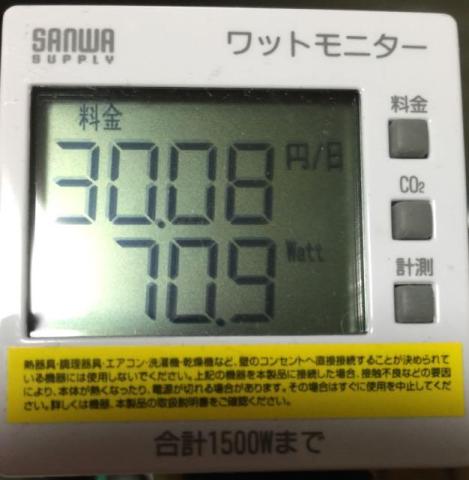 SANWA
SUPPLY
ワットモニター
料金
料金
30.08 円/日
CO₂
70.9 Watt
計測
熱器具・調理器具・エアコン・洗濯機・乾燥機など、壁のコンセントへ直接接続することが決められて
いる機器には使用しないでください。上記の機器を本製品に接続した場合、接触不良などの要因
により、本体が熱くなったり、電源が切れる場合があります。その場合はすぐに使用を中止してくだ
さい。詳しくは機器、本製品の取扱説明書をご確認ください。
合計1500Wまで